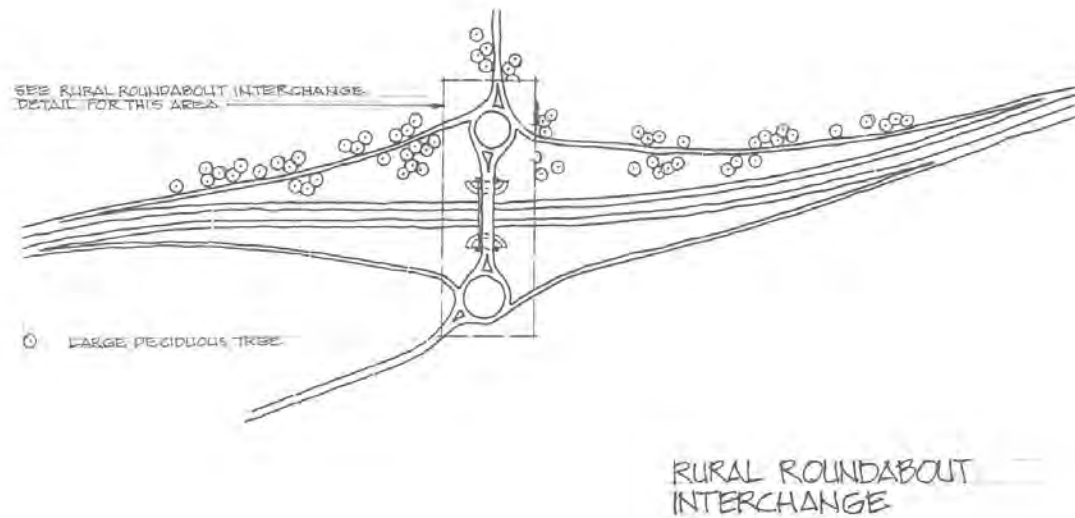 SEE RURAL ROUNDABOUT INTERCHANGE
DETAIL FOR THIS AREA
LARGE DECIDUOUS TREE
RURAL ROUNDABOUT
INTERCHANGE